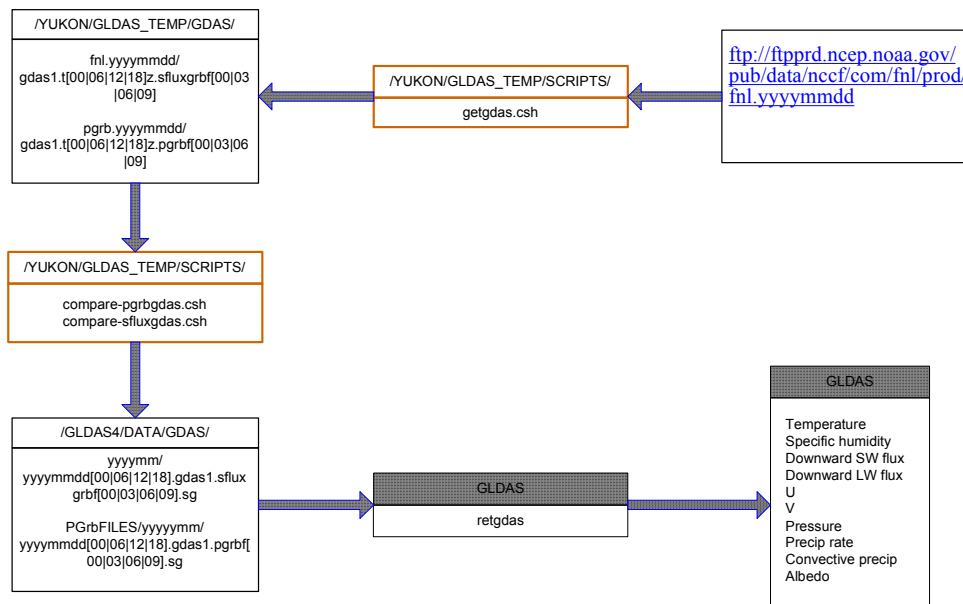 /YUKON/GLDAS_TEMP/GDAS/
fnl.yyyymmdd/
gdas1.t[00|06|12|18]z.sfluxgrbf[00|03
|06|09]
pgrb.yyyymmdd/
gdas1.t[00|06|12|18]z.pgrbf[00|03|06
|09]
/YUKON/GLDAS_TEMP/SCRIPTS/
getgdas.csh
ftp://ftpprd.ncep.noaa.gov/
pub/data/nccf/com/fnl/prod/
fnl.yyyymmdd
/YUKON/GLDAS_TEMP/SCRIPTS/
compare-pgrbgdas.csh
compare-sfluxgdas.csh
/GLDAS4/DATA/GDAS/
yyyymm/
yyyymmdd[00|06|12|18].gdas1.sflux
grbf[00|03|06|09].sg
PGrbFILES/yyyyymm/
yyyymmdd[00|06|12|18].gdas1.pgrbf[
00|03|06|09].sg
GLDAS
retgdas
GLDAS
Temperature
Specific humidity
Downward SW flux
Downward LW flux
U
V
Pressure
Precip rate
Convective precip
Albedo